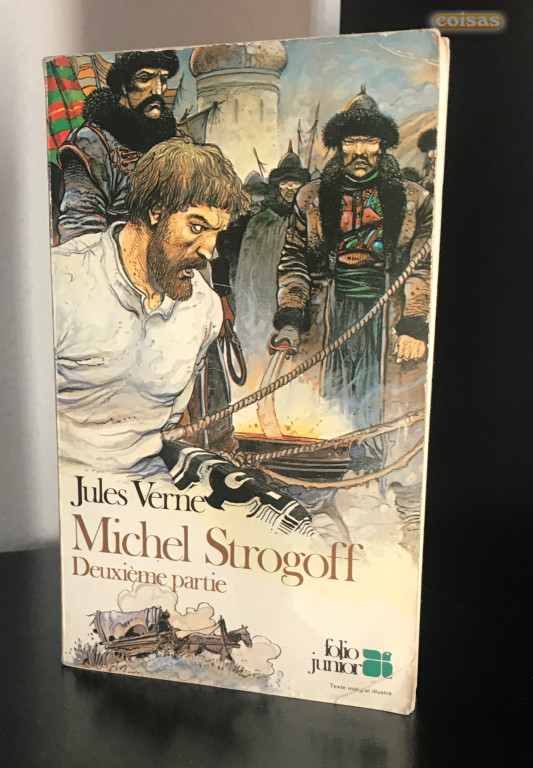 coisas
Jules Verne
Michel Strogoff
Deuxième partie
folio
junior
Texte intégral illustré